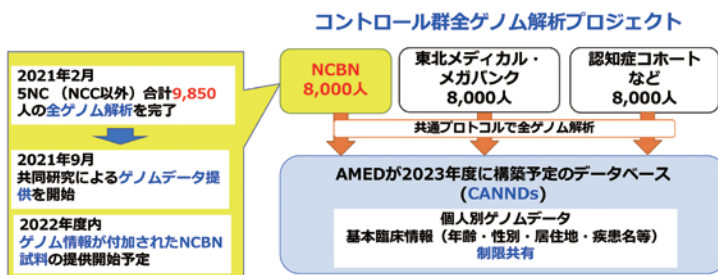 コントロール群全ゲノム解析プロジェクト
2021年2月
5NC （NCC以外）合計9,850
人の全ゲノム解析を完了
2021年9月
共同研究によるゲノムデータ提
供を開始
2022年度内
ゲノム情報が付加されたNCBN
試料の提供開始予定
NCBN
8,000人
東北メディカル・
メガバンク
8,000人
認知症コホート
など
8,000人
共通プロトコルで全ゲノム解析
AMEDが2023年度に構築予定のデータベース
(CANNDs)
個人別ゲノムデータ
基本臨床情報（年齢・性別・居住地・疾患名等）
制限共有